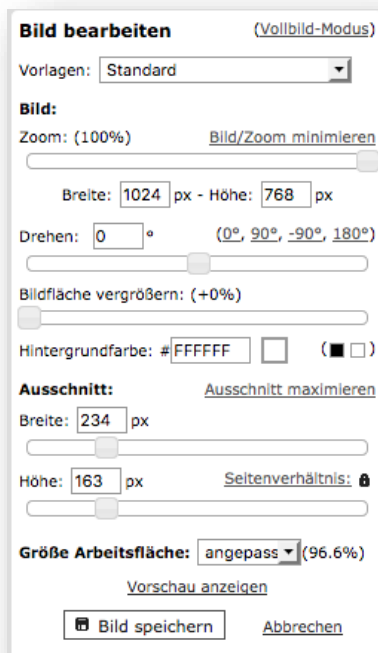 Bild bearbeiten (Vollbild-Modus)
Vorlagen: Standard
Bild:
Zoom: (100%) Bild/Zoom minimieren
Breite: 1024 px - Höhe: 768 px
Drehen: 0 ° (0°, 90°, -90°, 180°)
Bildfläche vergrößern: (+0%)
Hintergrundfarbe: #FFFFFF
Ausschnitt: Ausschnitt maximieren
Breite: 234 px
Höhe: 163 px Seitenverhältnis:
Größe Arbeitsfläche: angepass (96.6%)
Vorschau anzeigen
Bild speichern Abbrechen